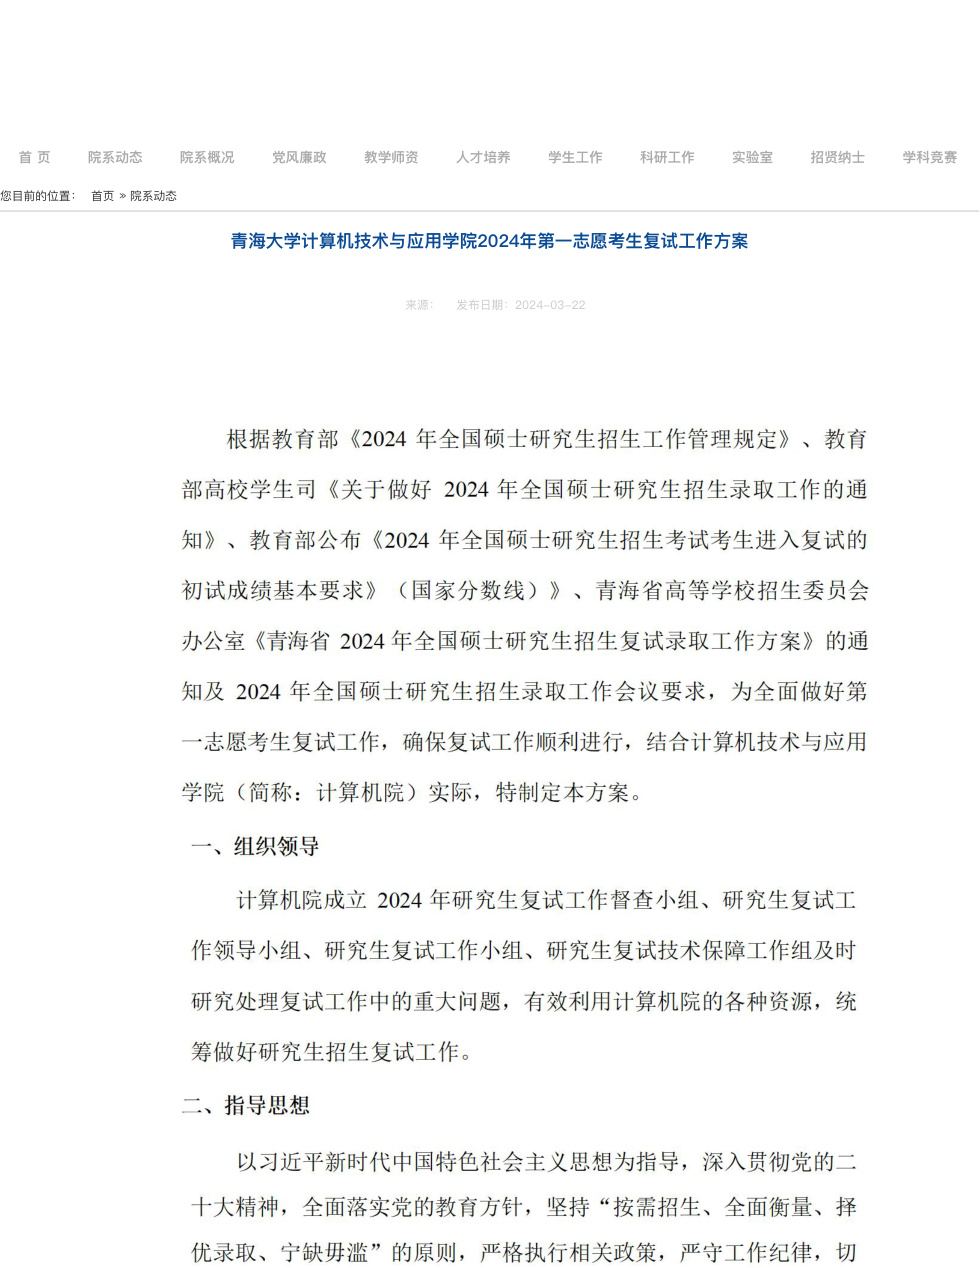 首 页 院系动态 院系概况 党风廉政 教学师资 人才培养 学生工作 科研工作 实验室 招贤纳士 学科竞赛
您目前的位置： 首页 » 院系动态
青海大学计算机技术与应用学院2024年第一志愿考生复试工作方案
来源： 发布日期：2024-03-22
根据教育部《2024 年全国硕士研究生招生工作管理规定》、教育
部高校学生司《关于做好 2024 年全国硕士研究生招生录取工作的通
知》、教育部公布《2024 年全国硕士研究生招生考试考生进入复试的
初试成绩基本要求》（国家分数线）》、青海省高等学校招生委员会
办公室《青海省 2024 年全国硕士研究生招生复试录取工作方案》的通
知及 2024 年全国硕士研究生招生录取工作会议要求，为全面做好第
一志愿考生复试工作，确保复试工作顺利进行，结合计算机技术与应用
学院（简称：计算机院）实际，特制定本方案。
一、组织领导
计算机院成立 2024 年研究生复试工作督查小组、研究生复试工
作领导小组、研究生复试工作小组、研究生复试技术保障工作组及时
研究处理复试工作中的重大问题，有效利用计算机院的各种资源，统
筹做好研究生招生复试工作。
二、指导思想
以习近平新时代中国特色社会主义思想为指导，深入贯彻党的二
十大精神，全面落实党的教育方针，坚持“按需招生、全面衡量、择
优录取、宁缺毋滥”的原则，严格执行相关政策，严守工作纪律，切